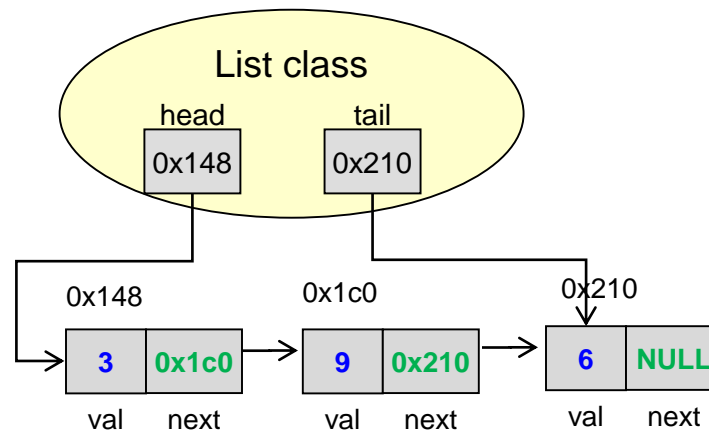 List class
head tail
0x148 0x210
0x148 0x1c0 0x210
3 0x1c0 9 0x210 6 NULL
val next val next val next